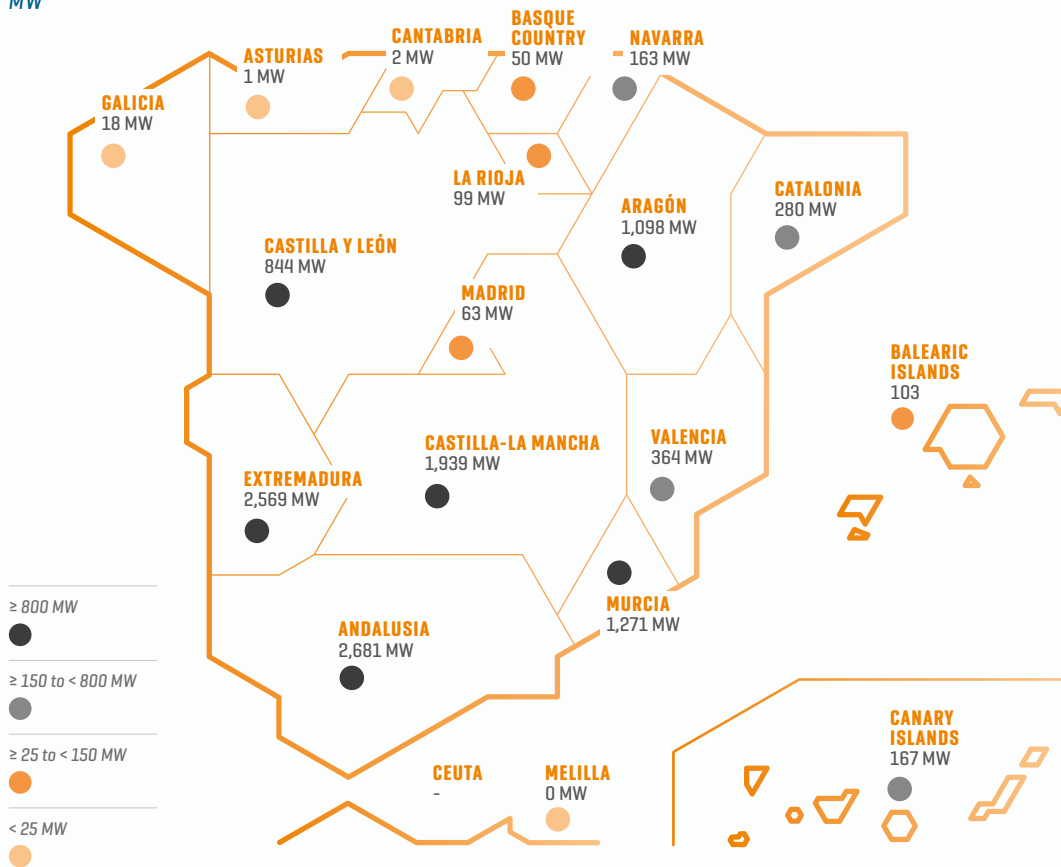 MW
BASQUE
COUNTRY
50 MW
CANTABRIA
2 MW
NAVARRA
163 MW
ASTURIAS
1 MW
GALICIA
18 MW
LA RIOJA
99 MW
CATALONIA
280 MW
ARAGÓN
1,098 MW
CASTILLA Y LEÓN
844 MW
MADRID
63 MW
BALEARIC
ISLANDS
103
CASTILLA-LA MANCHA
1,939 MW
VALENCIA
364 MW
EXTREMADURA
2,569 MW
MURCIA
1,271 MW
ANDALUSIA
2,681 MW
≥ 800 MW
≥ 150 to < 800 MW
≥ 25 to < 150 MW
< 25 MW
CEUTA
-
MELILLA
0 MW
CANARY
ISLANDS
167 MW